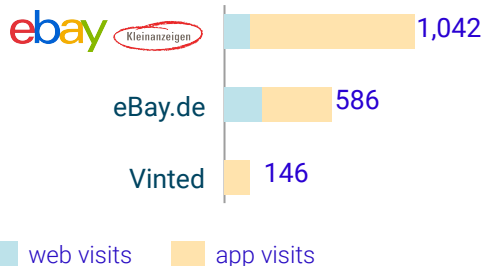 ebay Kleinanzeigen 1,042
eBay.de 586
Vinted 146
web visits app visits